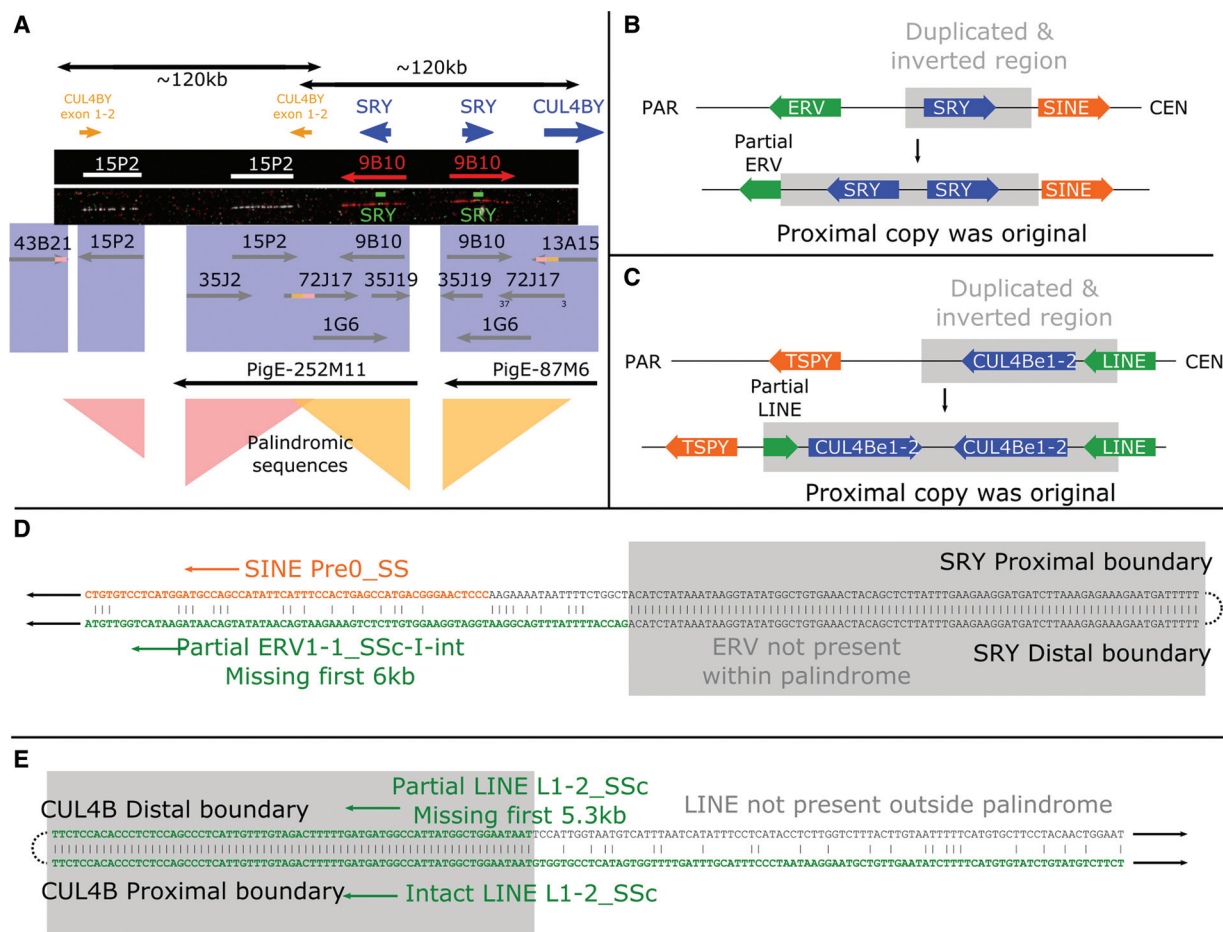 A
~120kb
~120kb
CUL4BY
exon 1-2
CUL4BY
exon 1-2
SRY
SRY
CUL4BY
15P2
15P2
9B10
9B10
SRY
SRY
43B21
15P2
15P2
9B10
9B10
13A15
35J2
72J17
35J19
35J19
72J17
37
3
1G6
1G6
PigE-252M11
PigE-87M6
Palindromic
sequences
B
Duplicated &
inverted region
PAR
ERV
SRY
SINE
CEN
Partial
ERV
SRY
SRY
SINE
Proximal copy was original
C
Duplicated &
inverted region
PAR
TSPY
CUL4Be1-2
LINE
CEN
Partial
LINE
TSPY
CUL4Be1-2
CUL4Be1-2
LINE
Proximal copy was original
D
SINE Pre0_SS
SRY Proximal boundary
CTGTGTCCTCATGGATGCCAGCCATATTCATTTCCACTGAGCCATGACGGGAACTCCCAAGAAAATAATTTTCTGGCTACATCTATAAATAAGGTATATGGCTGTGAAACTACAGCTCTTATTTGAAGAAGGATGATCTTAAAGAGAAAGAATGATTTTT
ATGTTGGTCATAAGATAACAGTATATAACAGTAAGAAAGTCTCTTGTGGAAGGTAGGTAAGGCAGTTTATTTTACCAGACATCTATAAATAAGGTATATGGCTGTGAAACTACAGCTCTTATTTGAAGAAGGATGATCTTAAAGAGAAAGAATGATTTTT
Partial ERV1-1_SSc-I-int
Missing first 6kb
ERV not present
within palindrome
SRY Distal boundary
E
CUL4B Distal boundary
Partial LINE L1-2_SSc
Missing first 5.3kb
LINE not present outside palindrome
TTCTCCACACCCTCTCCAGCCCTCATTGTTTGTAGACTTTTTGATGATGGCCATTATGGCTGGAATAATTCCATTGGTAATGTCATTTAATCATATTTCCTCATACCTCTTGGTCTTTACTTGTAATTTTTCATGTGCTTCCTACAACTGGAAT
TTCTCCACACCCTCTCCAGCCCTCATTGTTTGTAGACTTTTTGATGATGGCCATTATGGCTGGAATAATGTGGTGCCTCATAGTGGTTTTGATTTGCATTTCCCTAATAAGGAATGCTGTTGAATATCTTTTCATGTGTATCTGTATGTCTTCT
CUL4B Proximal boundary
Intact LINE L1-2_SSc